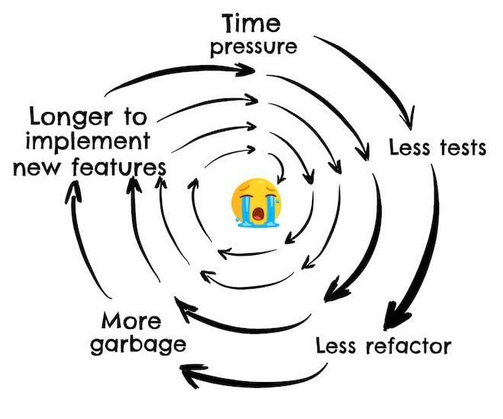 Time
pressure
Less tests
Less refactor
More
garbage
Longer to
implement
new features